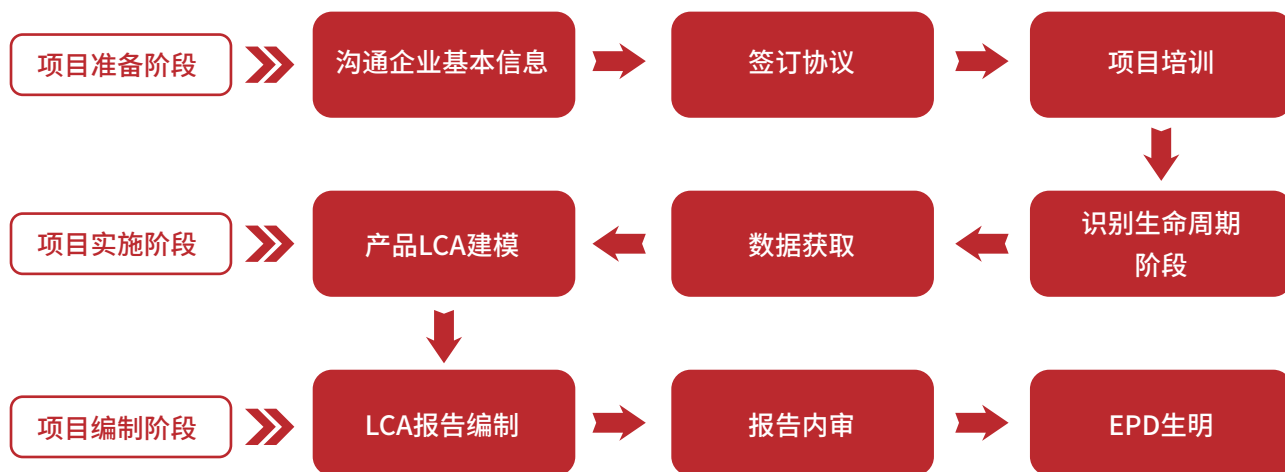 项目准备阶段
沟通企业基本信息
签订协议
项目培训
项目实施阶段
产品LCA建模
数据获取
识别生命周期
阶段
项目编制阶段
LCA报告编制
报告内审
EPD生明